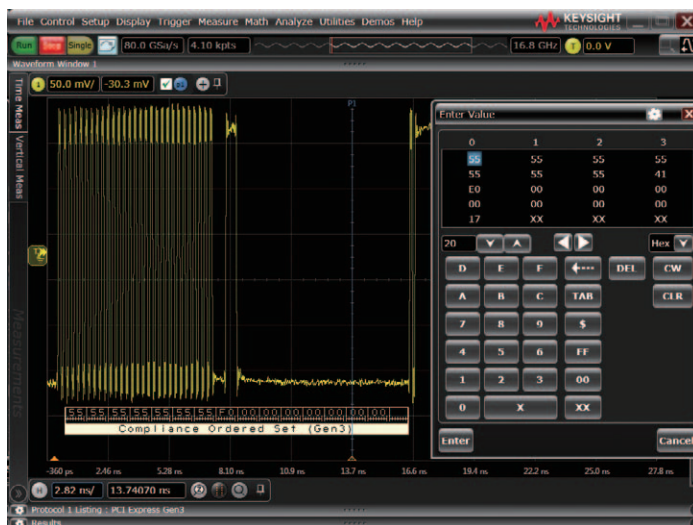 File Control Setup Display Trigger Measure Math Analyze Utilities Demos Help
KEYSIGHT
TECHNOLOGIES
Run Stop Single 80.0 GSa/s 4.10 kpts 16.8 GHz T 0.0 V
Waveform Window 1
Time Meas
Vertical Meas
1 50.0 mV/ -30.3 mV
P1
Enter Value
0 1 2 3
55 55 55 55
55 55 55 41
E0 00 00 00
00 00 00 00
17 XX XX XX
20 Hex
D E F DEL CW
A B C TAB CLR
7 8 9 $
4 5 6 FF
1 2 3 00
0 X XX
Enter Cancel
Measurements
55 55 55 55 55 55 55 F0 00 00 00 00 00 00 00
Compliance Ordered Set (Gen3)
-360 ps 2.46 ns 5.28 ns 8.10 ns 10.9 ns 13.7 ns 16.6 ns 19.4 ns 22.2 ns 25.0 ns 27.8 ns
H 2.82 ns/ 13.74070 ns
Protocol 1 Listing : PCI Express Gen3
Results